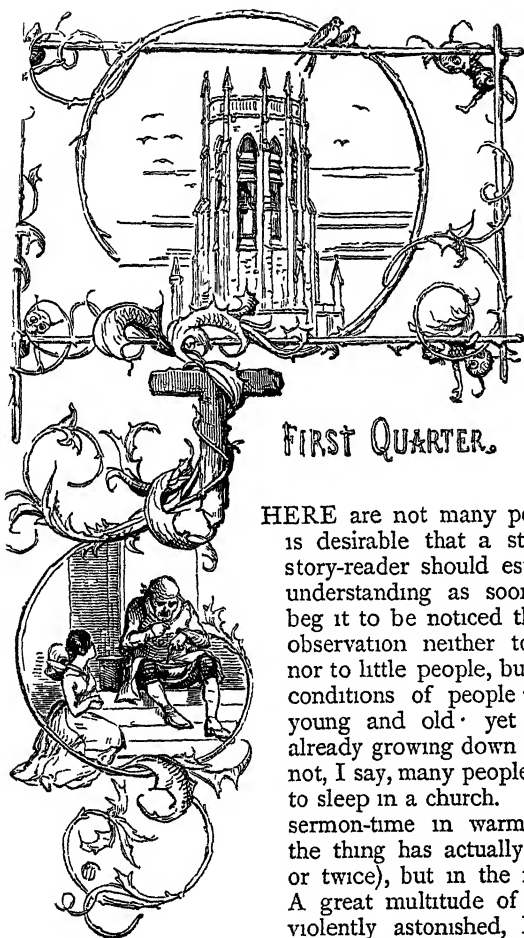 FIRST QUARTER.
HERE are not many pe
is desirable that a st
story-reader should es
understanding as soon
beg it to be noticed th
observation neither to
nor to little people, bu
conditions of people ·
young and old · yet
already growing down
not, I say, many people
to sleep in a church.
sermon-time in warm
the thing has actually
or twice), but in the
A great multitude of
violently astonished,